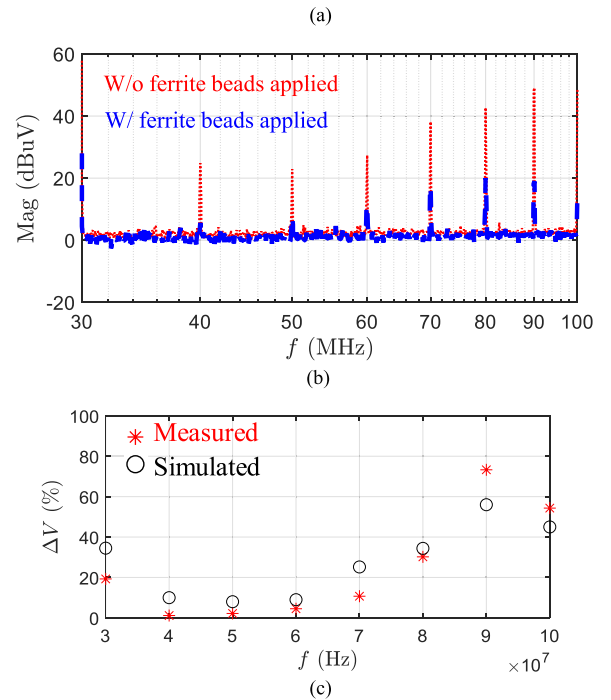 (a)
60
40
20
0
-20
Mag (dBuV)
W/o ferrite beads applied
W/ ferrite beads applied
30 40 50 60 70 80 90 100
f (MHz)
(b)
100
80
60
40
20
0
ΔV (%)
Measured
Simulated
3 4 5 6 7 8 9 10
f (Hz)
×10⁷
(c)